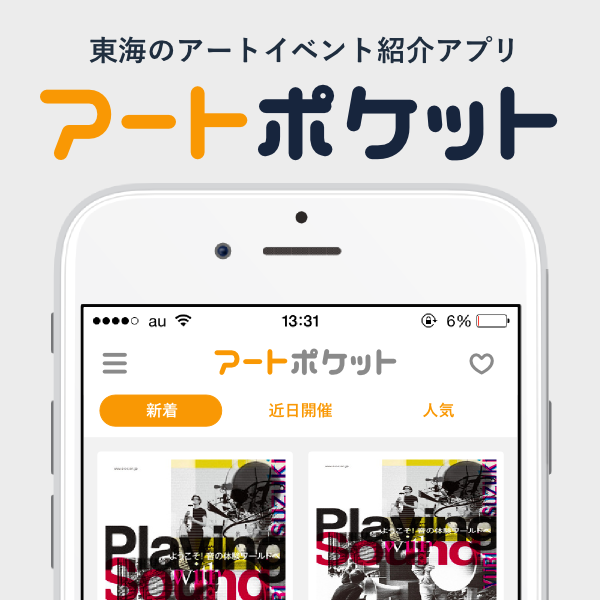 東海のアートイベント紹介アプリ
アートポケット
au 13:31 6%
アートポケット
新着 近日開催 人気
SUZUKI SUZUKI
Playing Playing
ようこそ!音の体験ワールドへ ようこそ!音の体験ワールドへ
Sound Sound